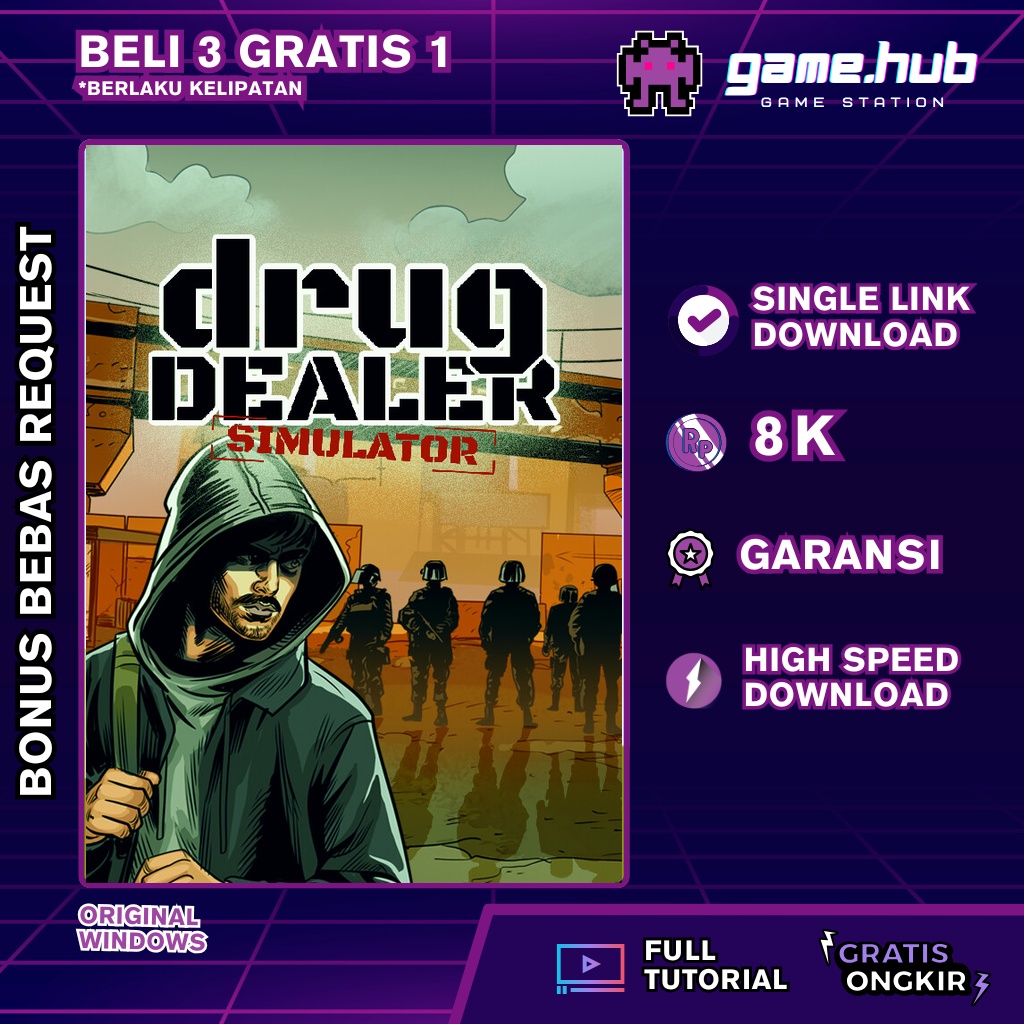 BELI 3 GRATIS 1
*BERLAKU KELIPATAN
game.hub
GAME STATION
BONUS BEBAS REQUEST
drug
DEALER
SIMULATOR
SINGLE LINK
DOWNLOAD
Rp
8K
GARANSI
HIGH SPEED
DOWNLOAD
ORIGINAL
WINDOWS
FULL
TUTORIAL
GRATIS
ONGKIR